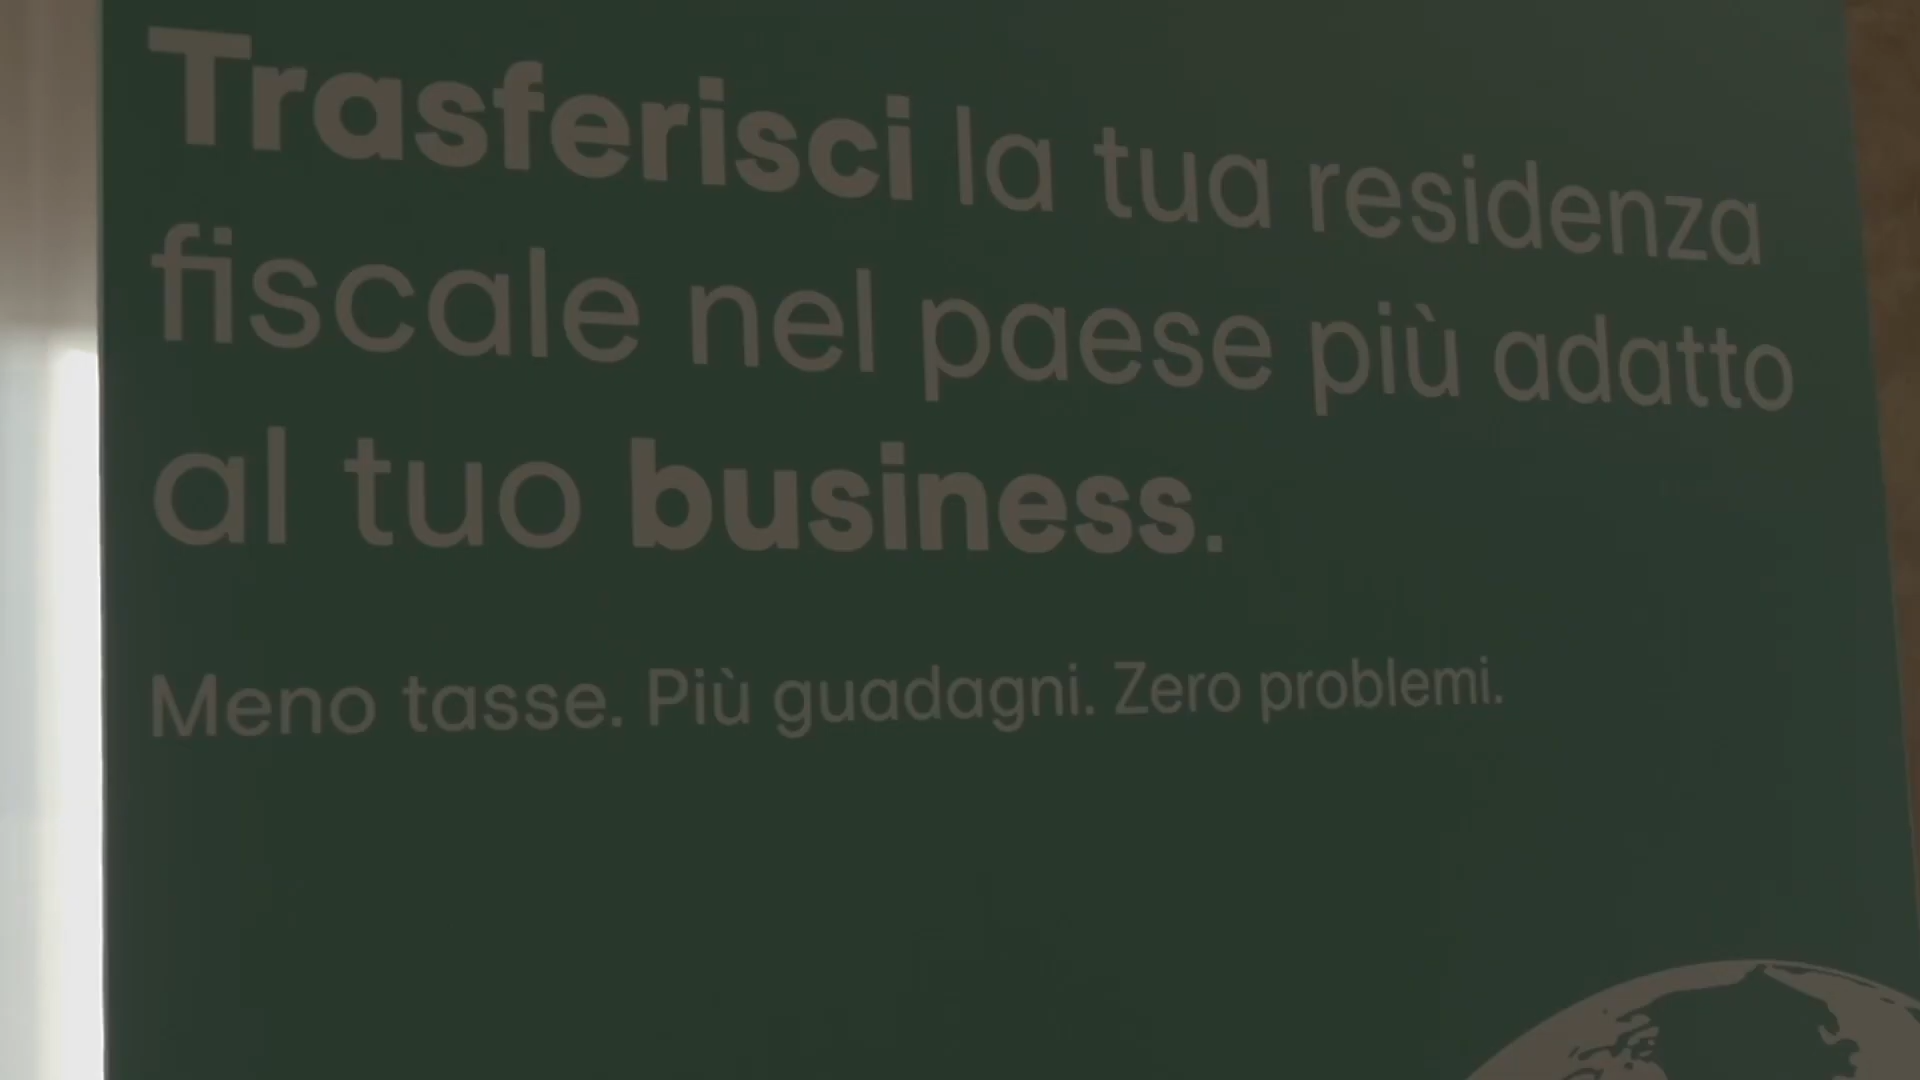 Trasferisci la tua residenza
fiscale nel paese più adatto
al tuo business.
Meno tasse. Più guadagni. Zero problemi.